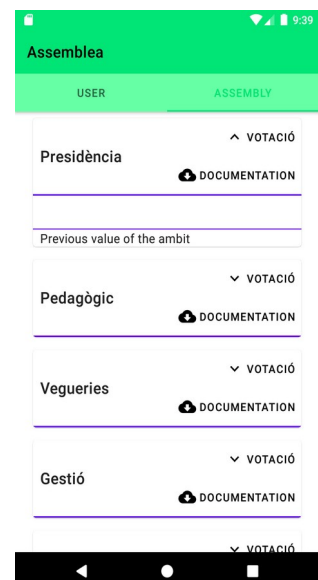 9:39
Assemblea
USER ASSEMBLY
VOTACIÓ
Presidència
DOCUMENTATION
Previous value of the ambit
VOTACIÓ
Pedagògic
DOCUMENTATION
VOTACIÓ
Vegueries
DOCUMENTATION
VOTACIÓ
Gestió
DOCUMENTATION
VOTACIÓ